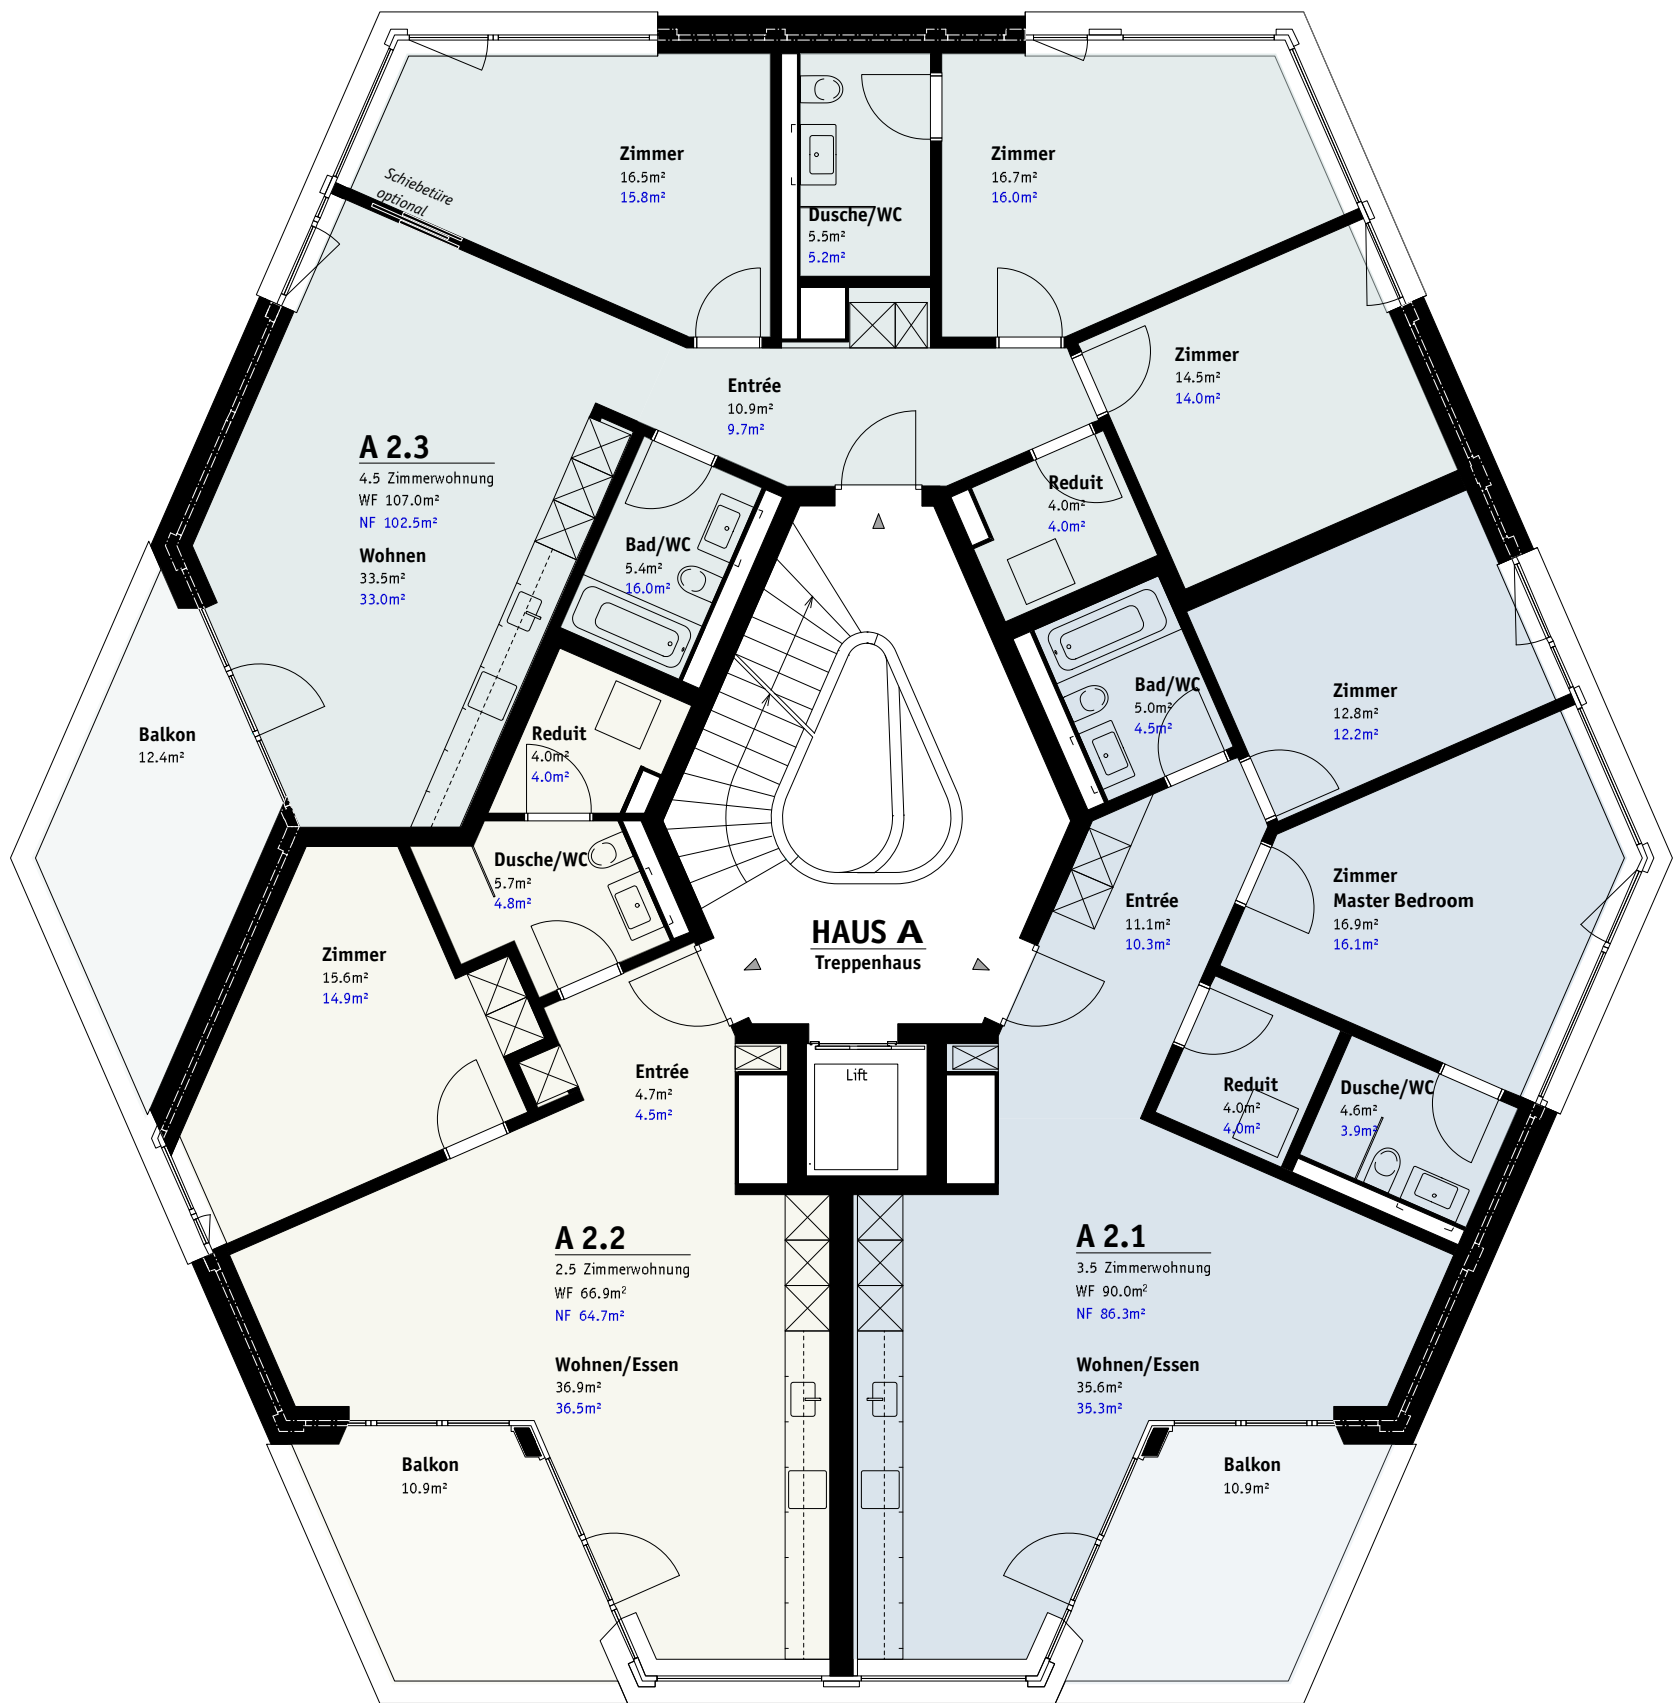 Zimmer
16.5m²
15.8m²
Schiebetüre
optional
Dusche/WC
5.5m²
5.2m²
Zimmer
16.7m²
16.0m²
Zimmer
14.5m²
14.0m²
Entrée
10.9m²
9.7m²
A 2.3
4.5 Zimmerwohnung
WF 107.0m²
NF 102.5m²
Wohnen
33.5m²
33.0m²
Bad/WC
5.4m²
16.0m²
Reduit
4.0m²
4.0m²
Balkon
12.4m²
Reduit
4.0m²
4.0m²
Bad/WC
5.0m²
4.5m²
Zimmer
12.8m²
12.2m²
Dusche/WC
5.7m²
4.8m²
Zimmer
Master Bedroom
16.9m²
16.1m²
Entrée
11.1m²
10.3m²
HAUS A
Treppenhaus
Zimmer
15.6m²
14.9m²
Entrée
4.7m²
4.5m²
Lift
Reduit
4.0m²
4.0m²
Dusche/WC
4.6m²
3.9m²
A 2.2
2.5 Zimmerwohnung
WF 66.9m²
NF 64.7m²
Wohnen/Essen
36.9m²
36.5m²
A 2.1
3.5 Zimmerwohnung
WF 90.0m²
NF 86.3m²
Wohnen/Essen
35.6m²
35.3m²
Balkon
10.9m²
Balkon
10.9m²